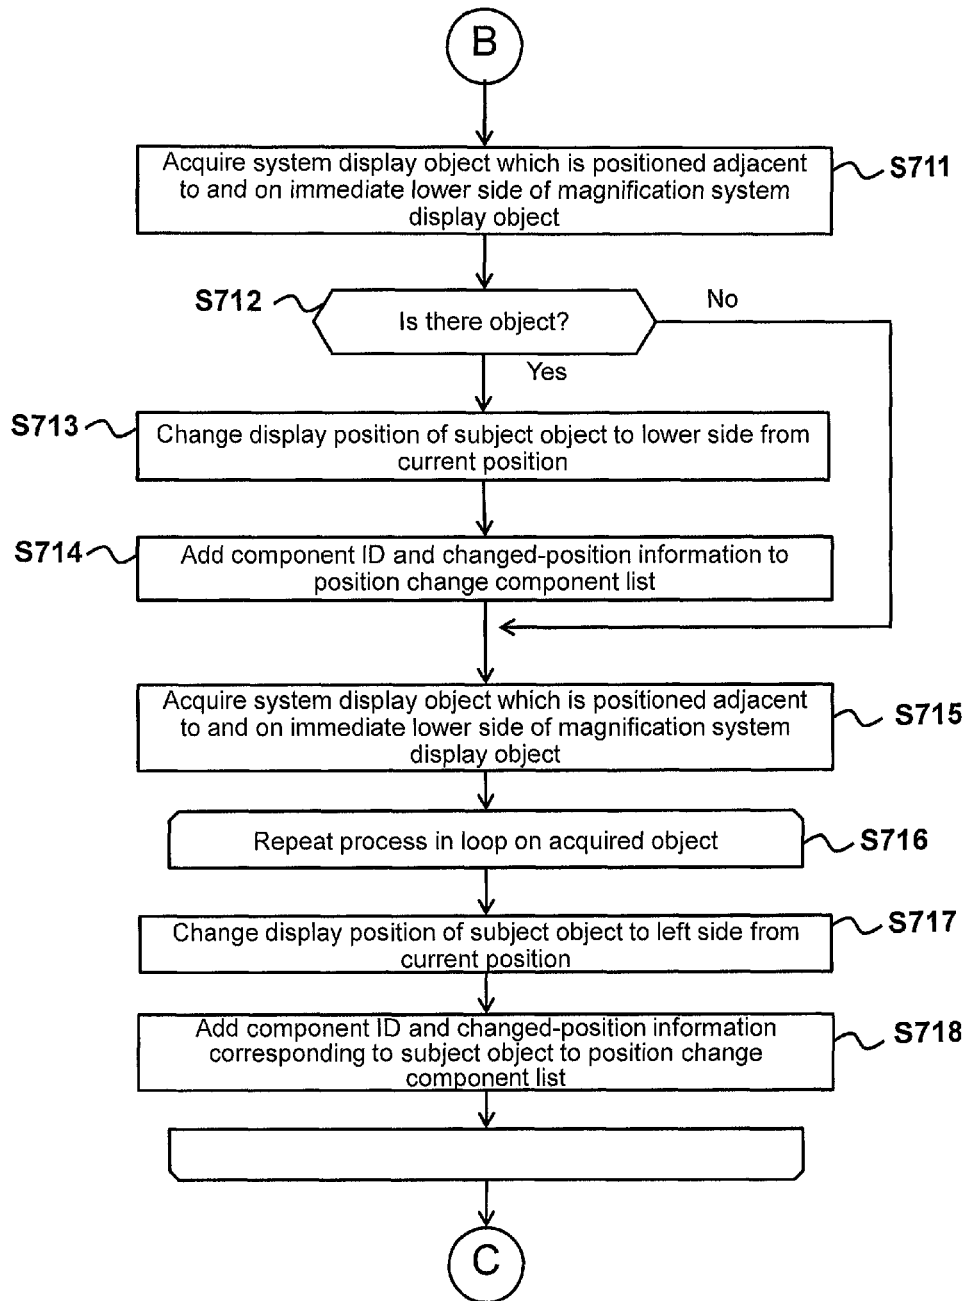 B
Acquire system display object which is positioned adjacent
to and on immediate lower side of magnification system
display object
S711
S712
Is there object?
No
Yes
S713
Change display position of subject object to lower side from
current position
S714
Add component ID and changed-position information to
position change component list
Acquire system display object which is positioned adjacent
to and on immediate lower side of magnification system
display object
S715
Repeat process in loop on acquired object
S716
Change display position of subject object to left side from
current position
S717
Add component ID and changed-position information
corresponding to subject object to position change
component list
S718
C